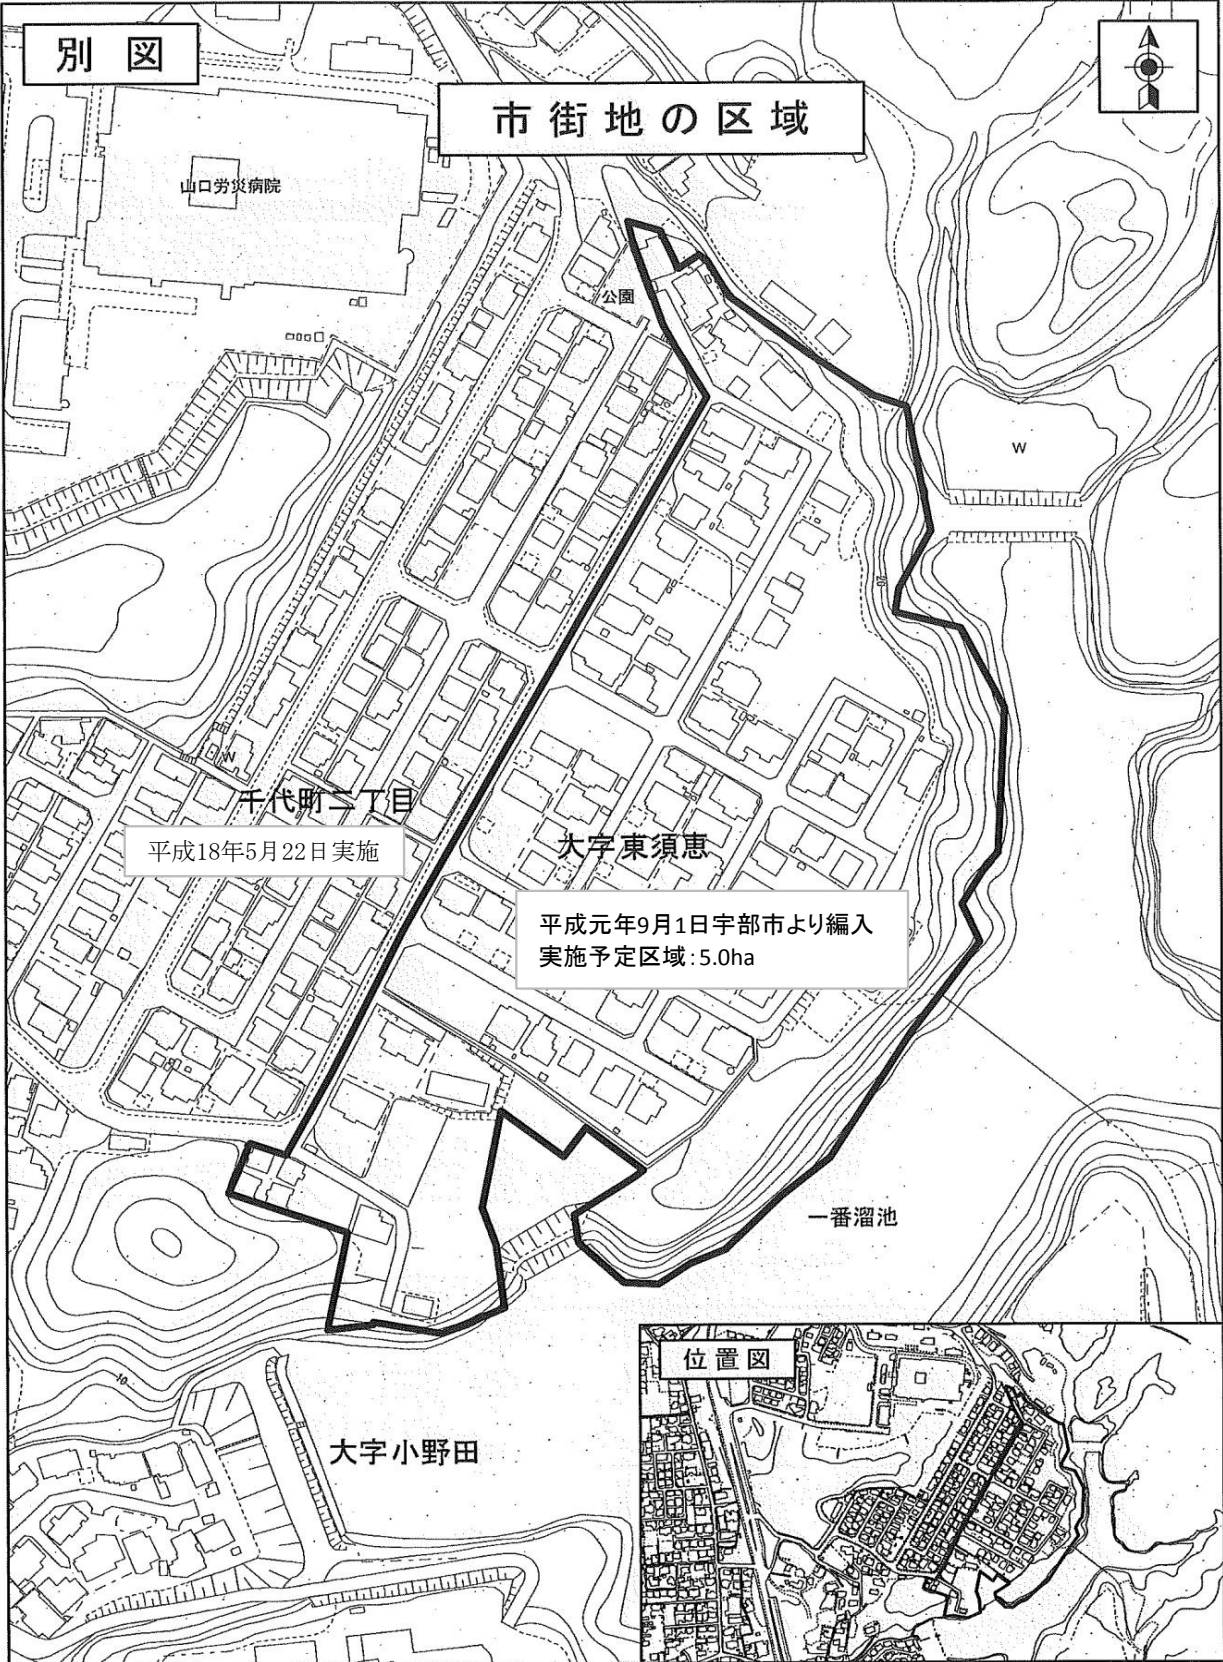 別図
市街地の区域
山口労災病院
公園
W
20
W
千代町二丁目
平成18年5月22日実施
大字東須恵
平成元年9月1日宇部市より編入
実施予定区域:5.0ha
一番溜池
位置図
10
大字小野田